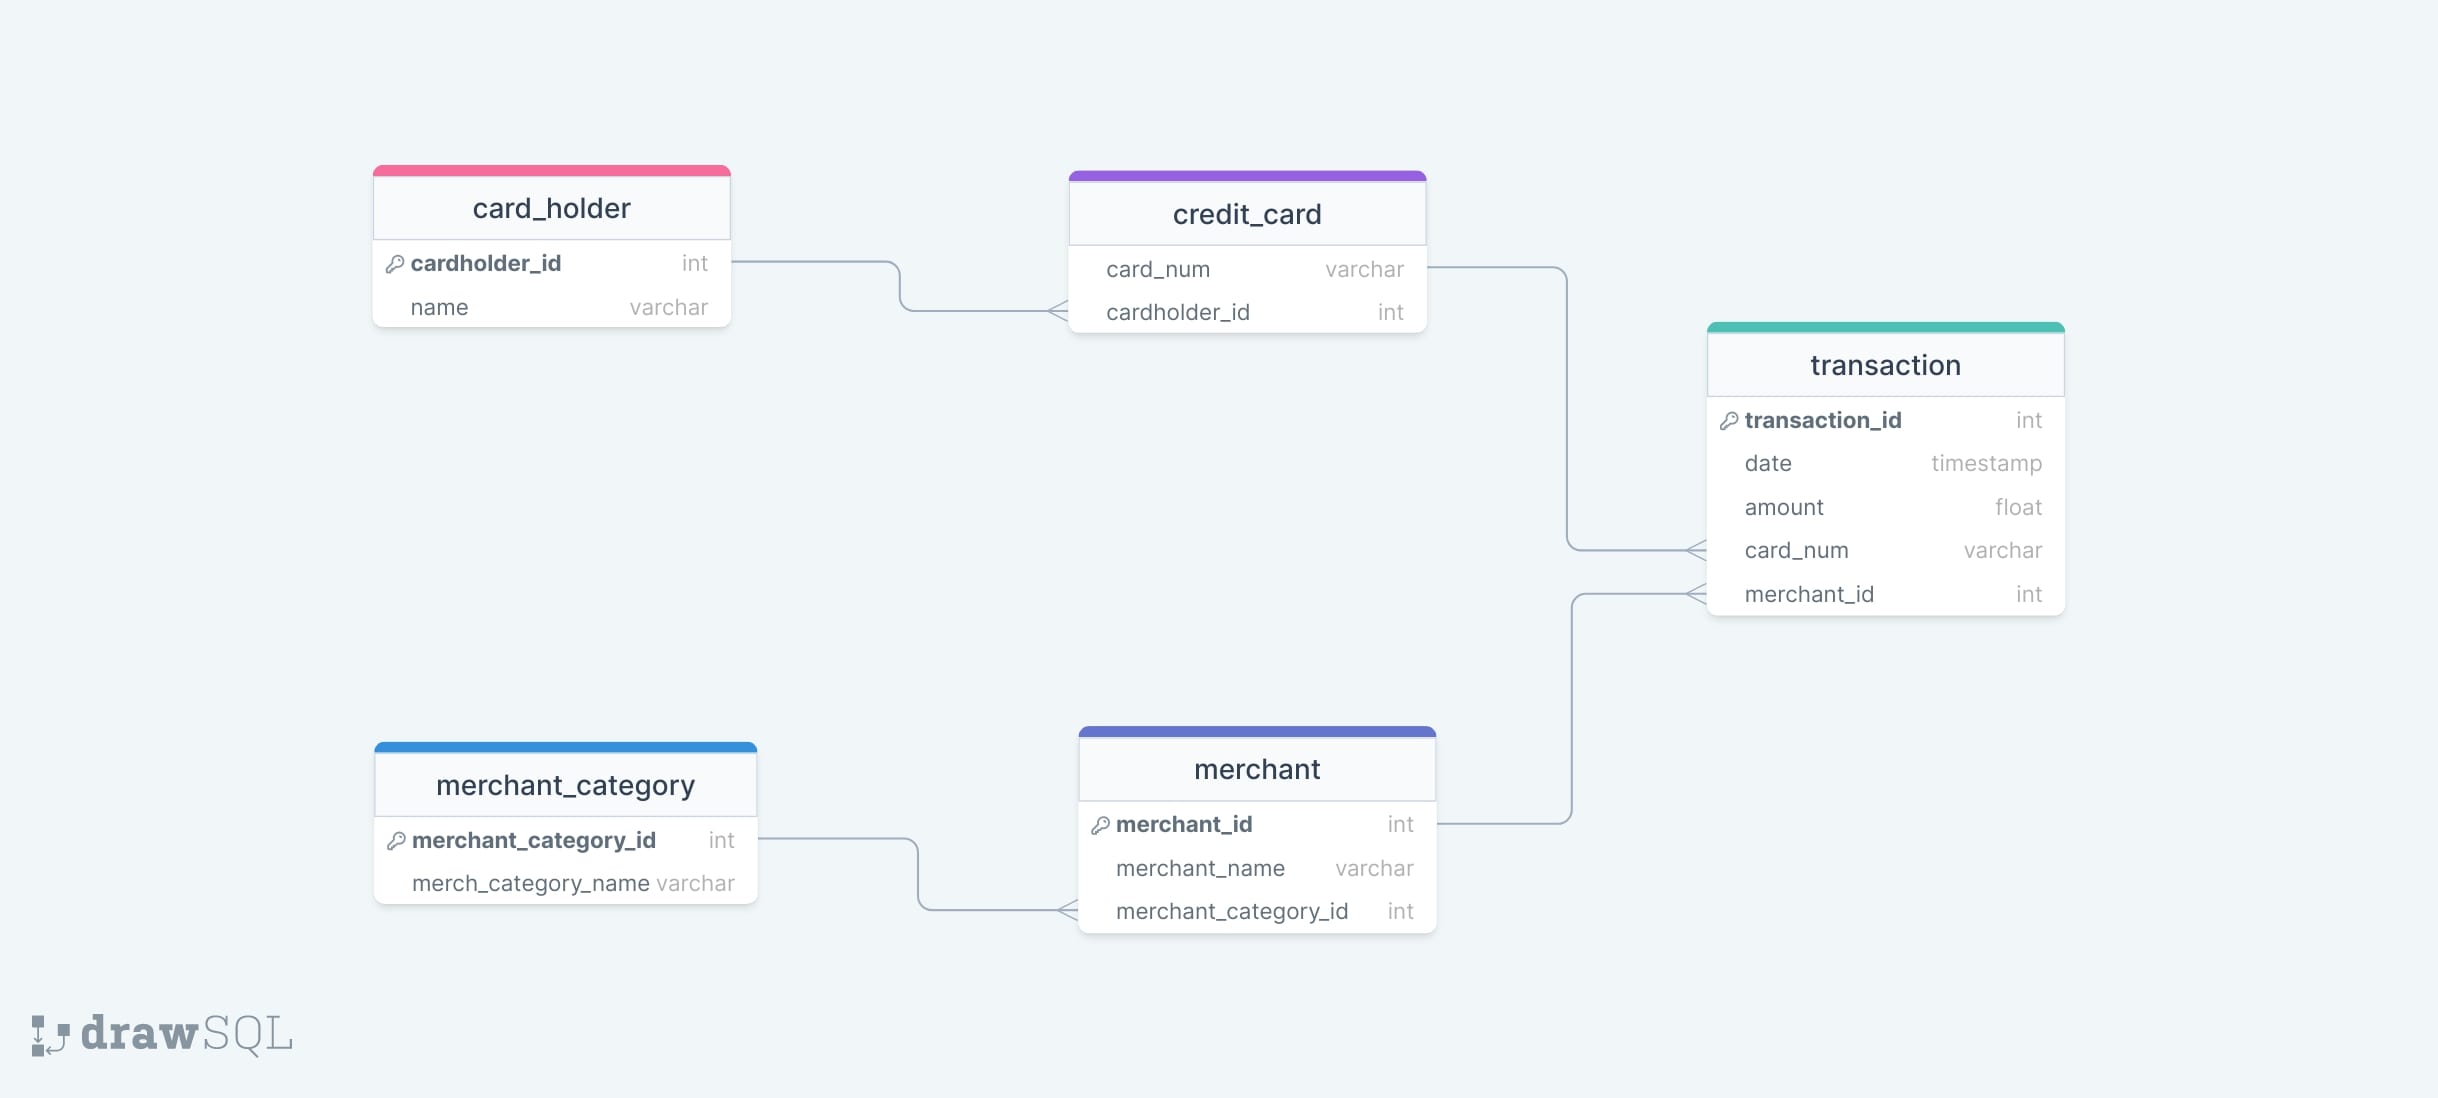 card_holder
cardholder_id int
name varchar
credit_card
card_num varchar
cardholder_id int
transaction
transaction_id int
date timestamp
amount float
card_num varchar
merchant_id int
merchant_category
merchant_category_id int
merch_category_name varchar
merchant
merchant_id int
merchant_name varchar
merchant_category_id int
drawSQL